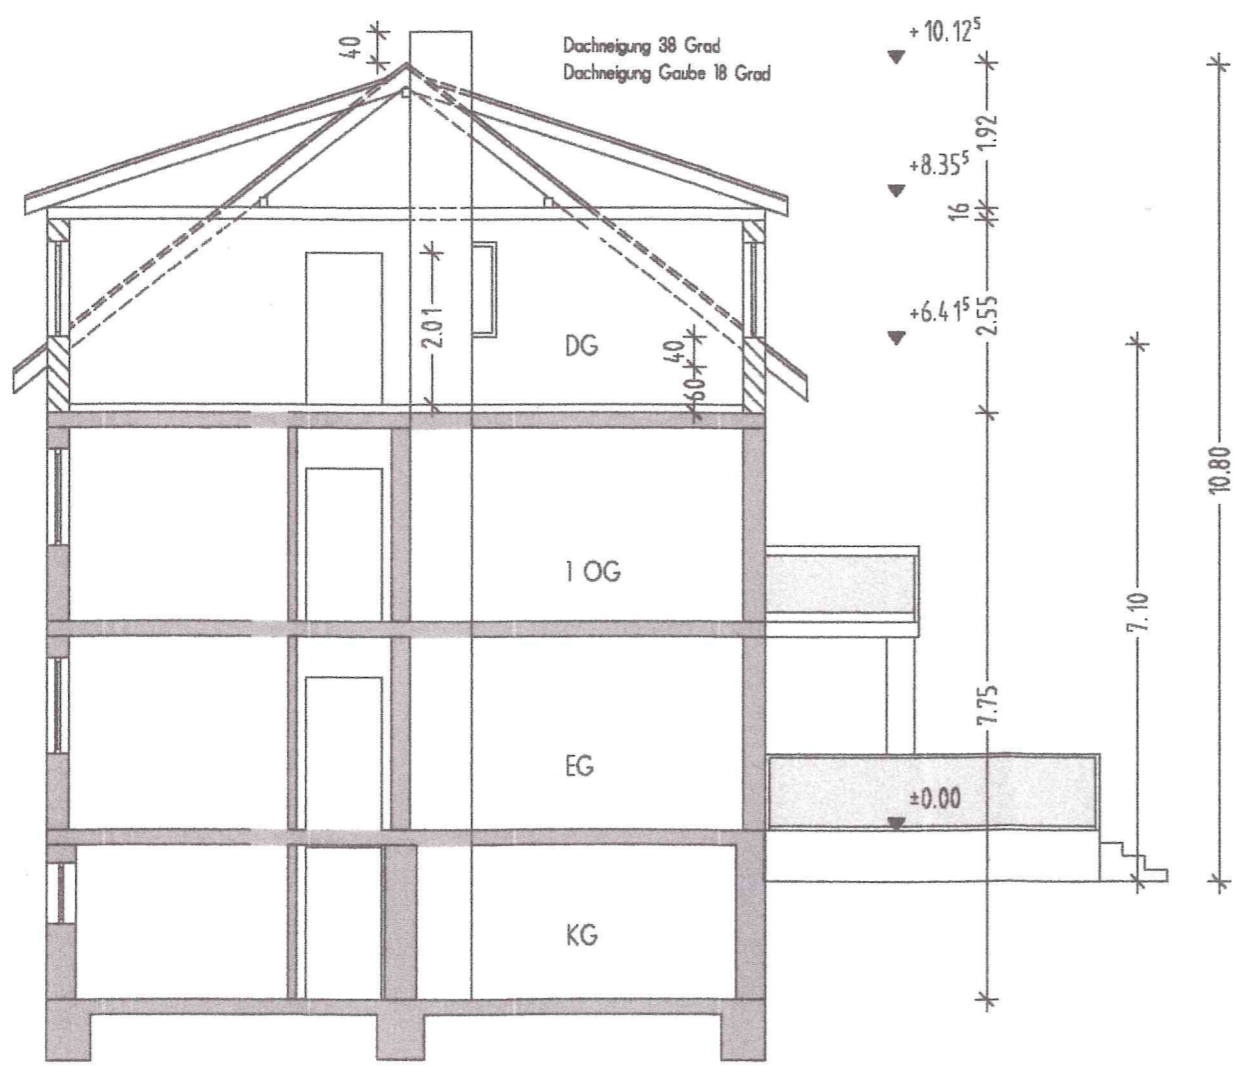 Dachneigung 38 Grad
Dachneigung Gaube 18 Grad
40
+10.12⁵
1.92
+8.35⁵
16
2.01
2.55
+6.41⁵
DG
40
60
10.80
1 OG
7.10
7.75
EG
±0.00
KG